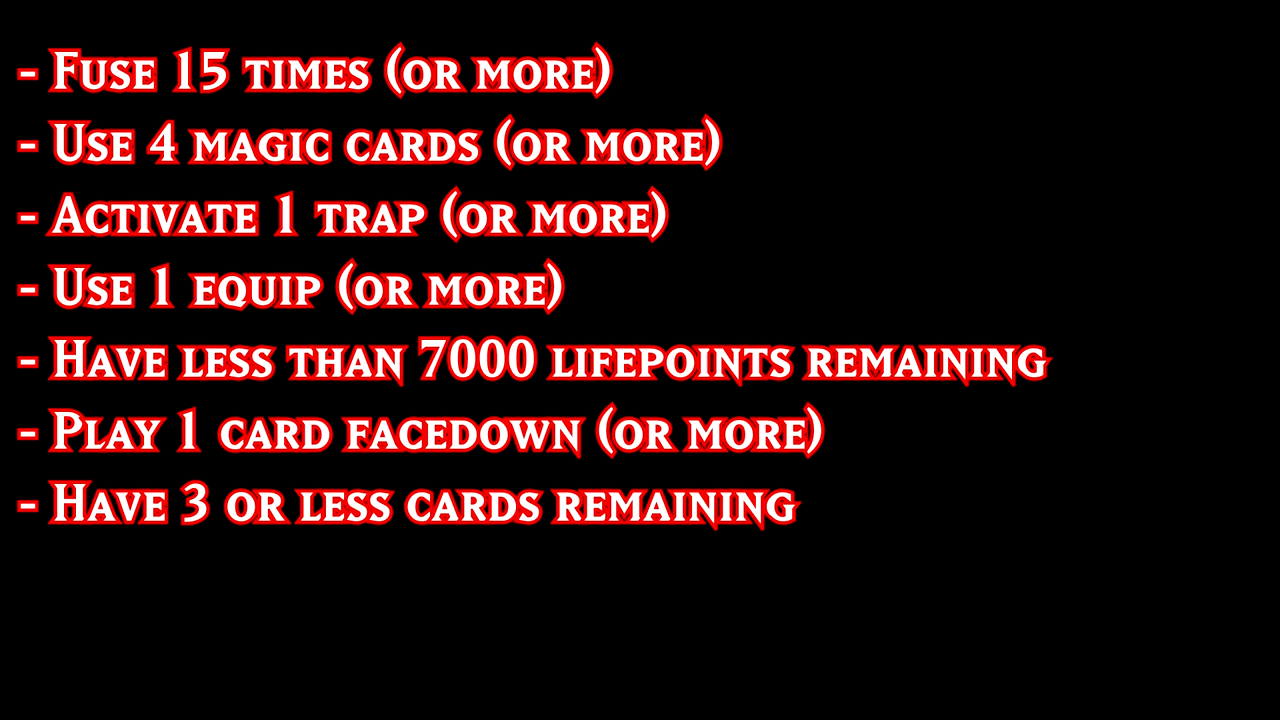 - Fuse 15 times (or more)
- Use 4 magic cards (or more)
- Activate 1 trap (or more)
- Use 1 equip (or more)
- Have less than 7000 lifepoints remaining
- Play 1 card facedown (or more)
- Have 3 or less cards remaining